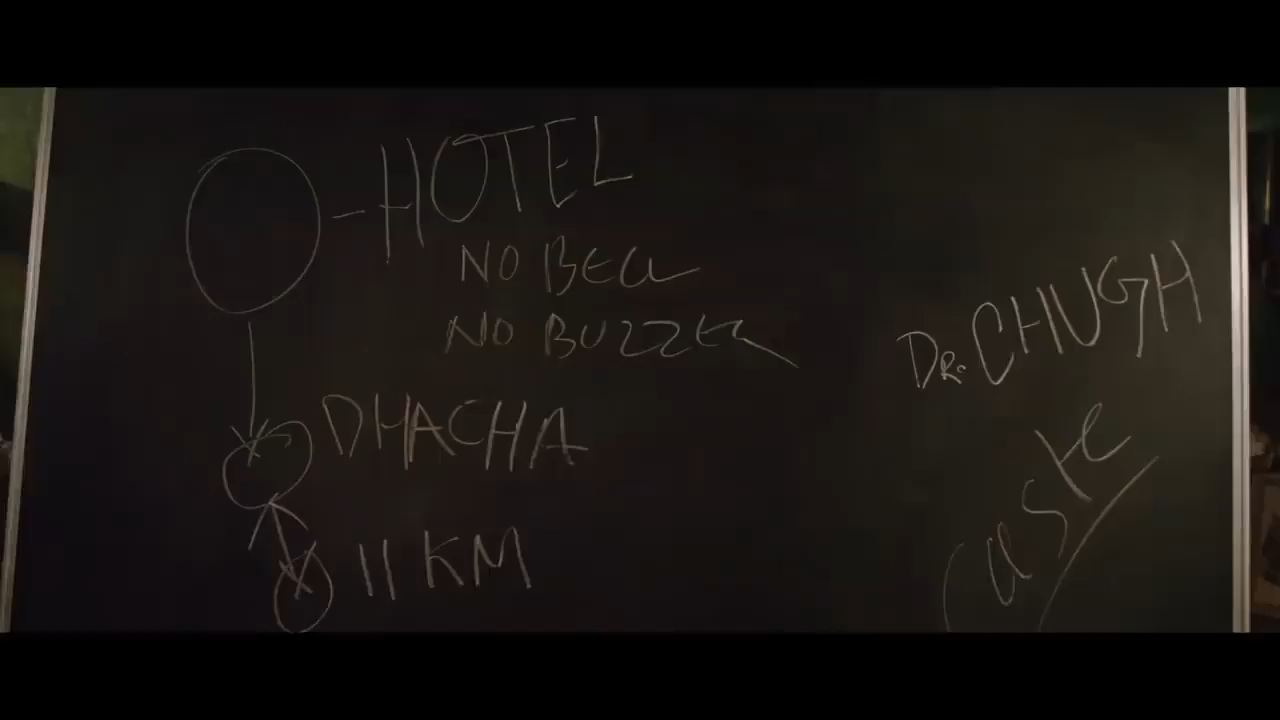 - HOTEL
NO BELL
NO BUZZER
DHACHA
11 KM
DR. CHUGH
Caste